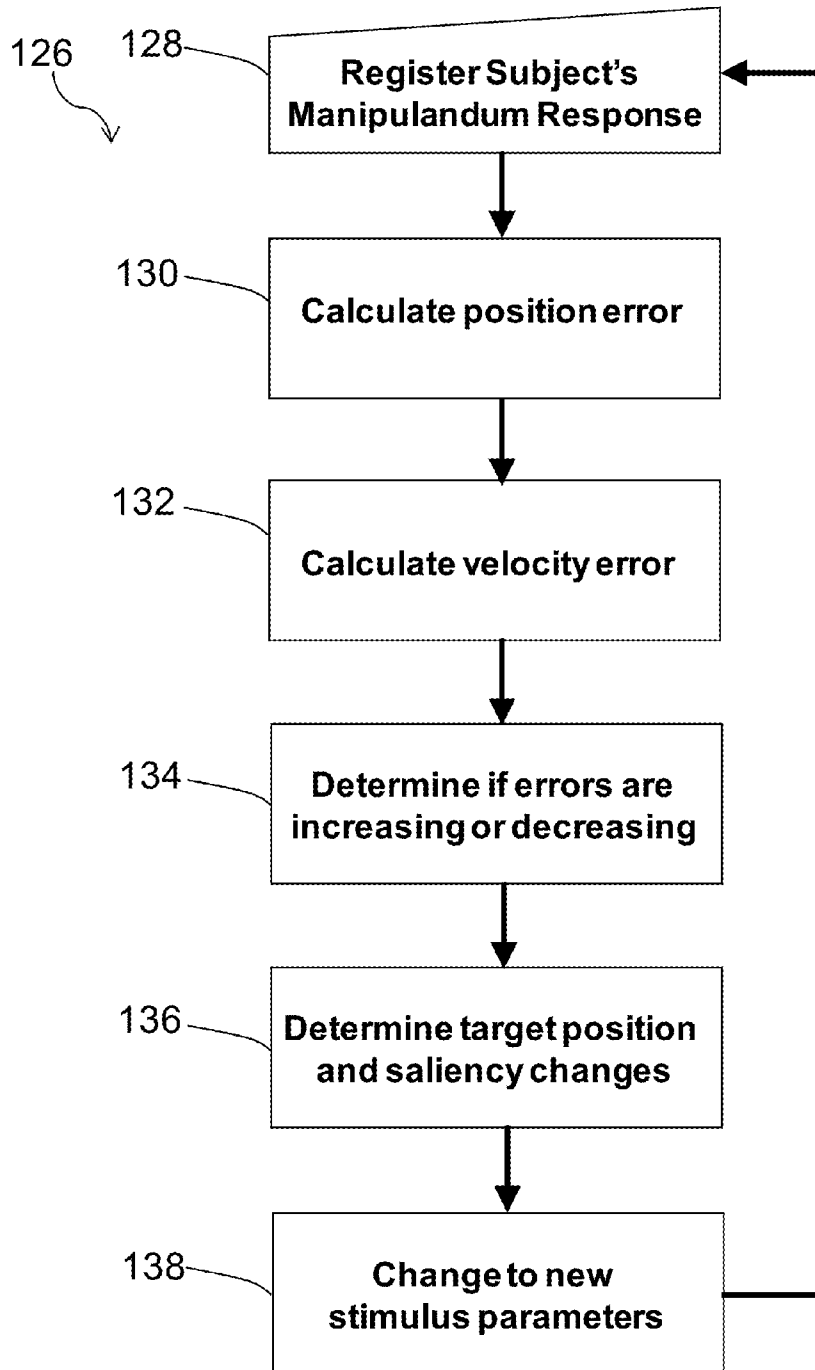 126
128
Register Subject's
Manipulandum Response
130
Calculate position error
132
Calculate velocity error
134
Determine if errors are
increasing or decreasing
136
Determine target position
and saliency changes
138
Change to new
stimulus parameters